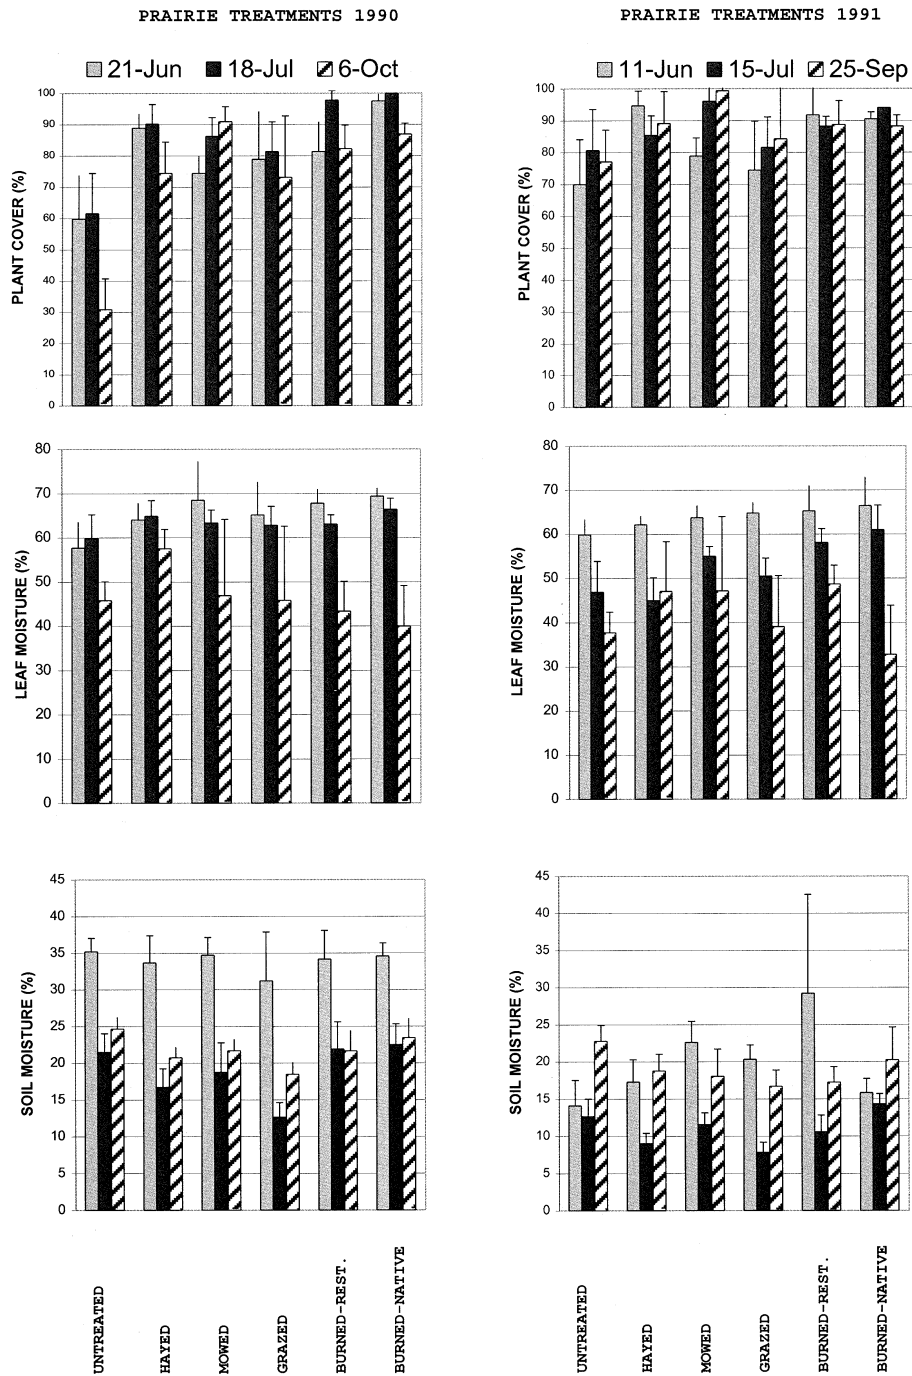 PRAIRIE TREATMENTS 1990
21-Jun 18-Jul 6-Oct
PLANT COVER (%)
100
90
80
70
60
50
40
30
20
10
0
LEAF MOISTURE (%)
80
70
60
50
40
30
20
10
0
SOIL MOISTURE (%)
45
40
35
30
25
20
15
10
5
0
UNTREATED
HAYED
MOWED
GRAZED
BURNED-REST.
BURNED-NATIVE
PRAIRIE TREATMENTS 1991
11-Jun 15-Jul 25-Sep
PLANT COVER (%)
100
90
80
70
60
50
40
30
20
10
0
LEAF MOISTURE (%)
80
70
60
50
40
30
20
10
0
SOIL MOISTURE (%)
45
40
35
30
25
20
15
10
5
0
UNTREATED
HAYED
MOWED
GRAZED
BURNED-REST.
BURNED-NATIVE